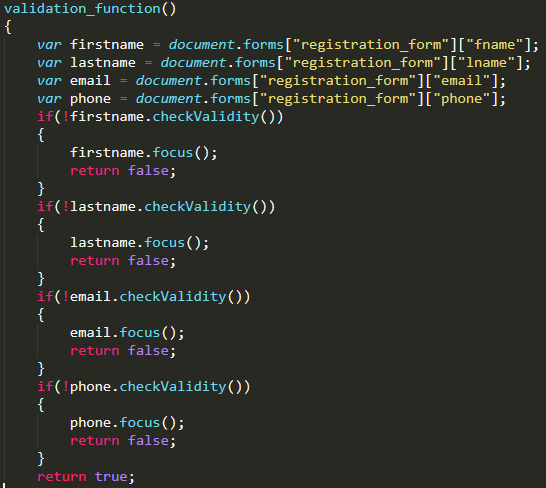 validation_function()
{
    var firstname = document.forms["registration_form"]["fname"];
    var lastname = document.forms["registration_form"]["lname"];
    var email = document.forms["registration_form"]["email"];
    var phone = document.forms["registration_form"]["phone"];
    if(!firstname.checkValidity())
    {
        firstname.focus();
        return false;
    }
    if(!lastname.checkValidity())
    {
        lastname.focus();
        return false;
    }
    if(!email.checkValidity())
    {
        email.focus();
        return false;
    }
    if(!phone.checkValidity())
    {
        phone.focus();
        return false;
    }
    return true;